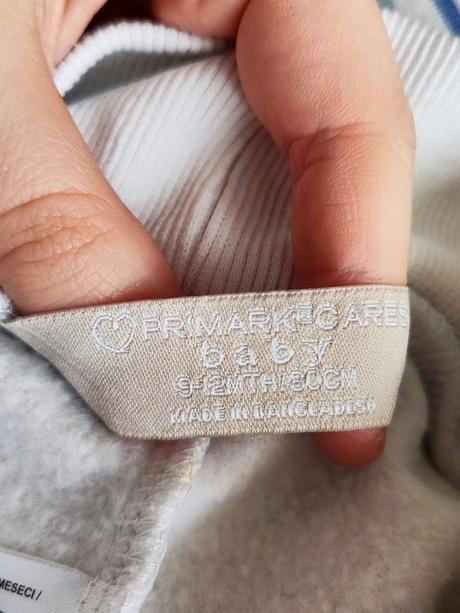 PRIMARK® CARES
baby
9-12MTH/80CM
MADE IN BANGLADESH
MESECI/